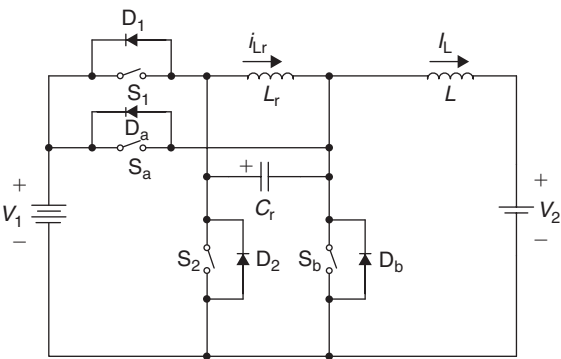 D1
iLr
IL
S1
Lr
L
Da
Sa
+
Cr
+
V1
−
+
V2
−
S2
D2
Sb
Db